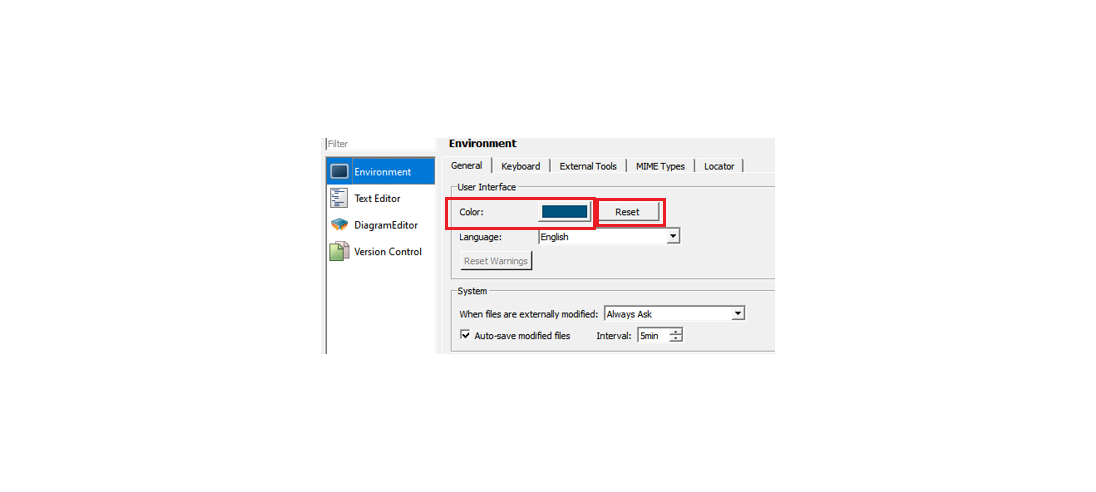 Filter
Environment
Text Editor
DiagramEditor
Version Control
Environment
General Keyboard External Tools MIME Types Locator
User Interface
Color: Reset
Language: English
Reset Warnings
System
When files are externally modified: Always Ask
Auto-save modified files Interval: 5min